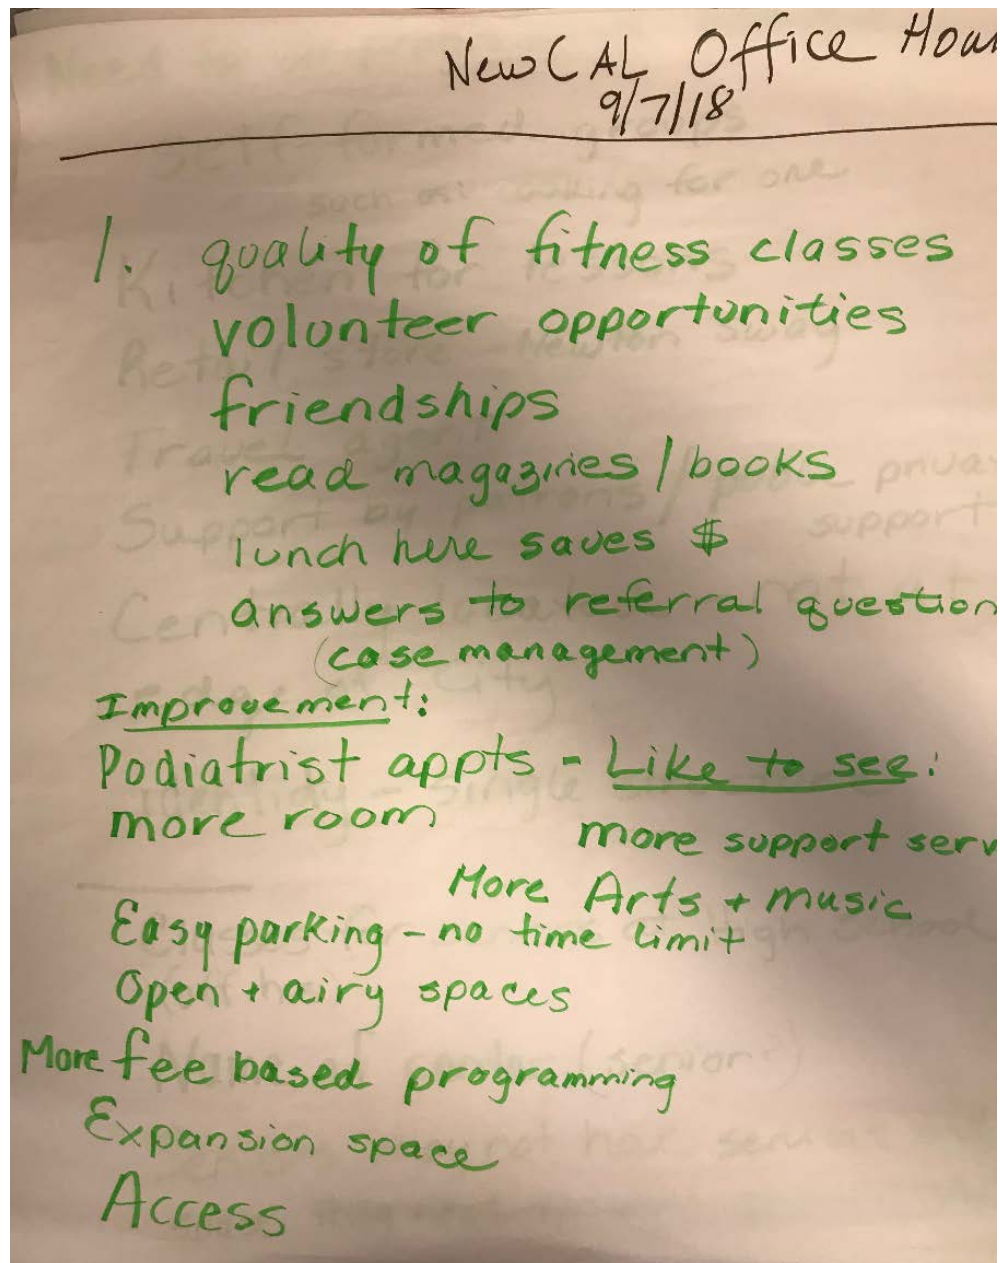 NewCAL Office Hou
9/7/18
1. quality of fitness classes
volunteer opportunities
friendships
read magazines / books
lunch here saves $
answers to referral question
(case management)
Improvement:
Podiatrist appts - Like to see:
more room
more support serv
More Arts + music
Easy parking - no time limit
Open + airy spaces
More fee based programming
Expansion space
Access